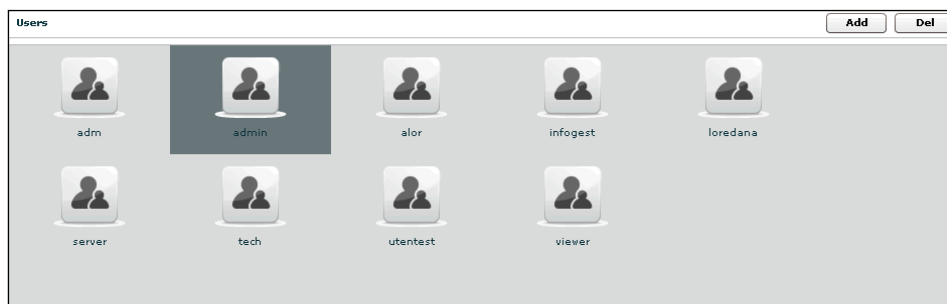 Users Add Del
adm admin alor infogest loredana
server tech utentest viewer